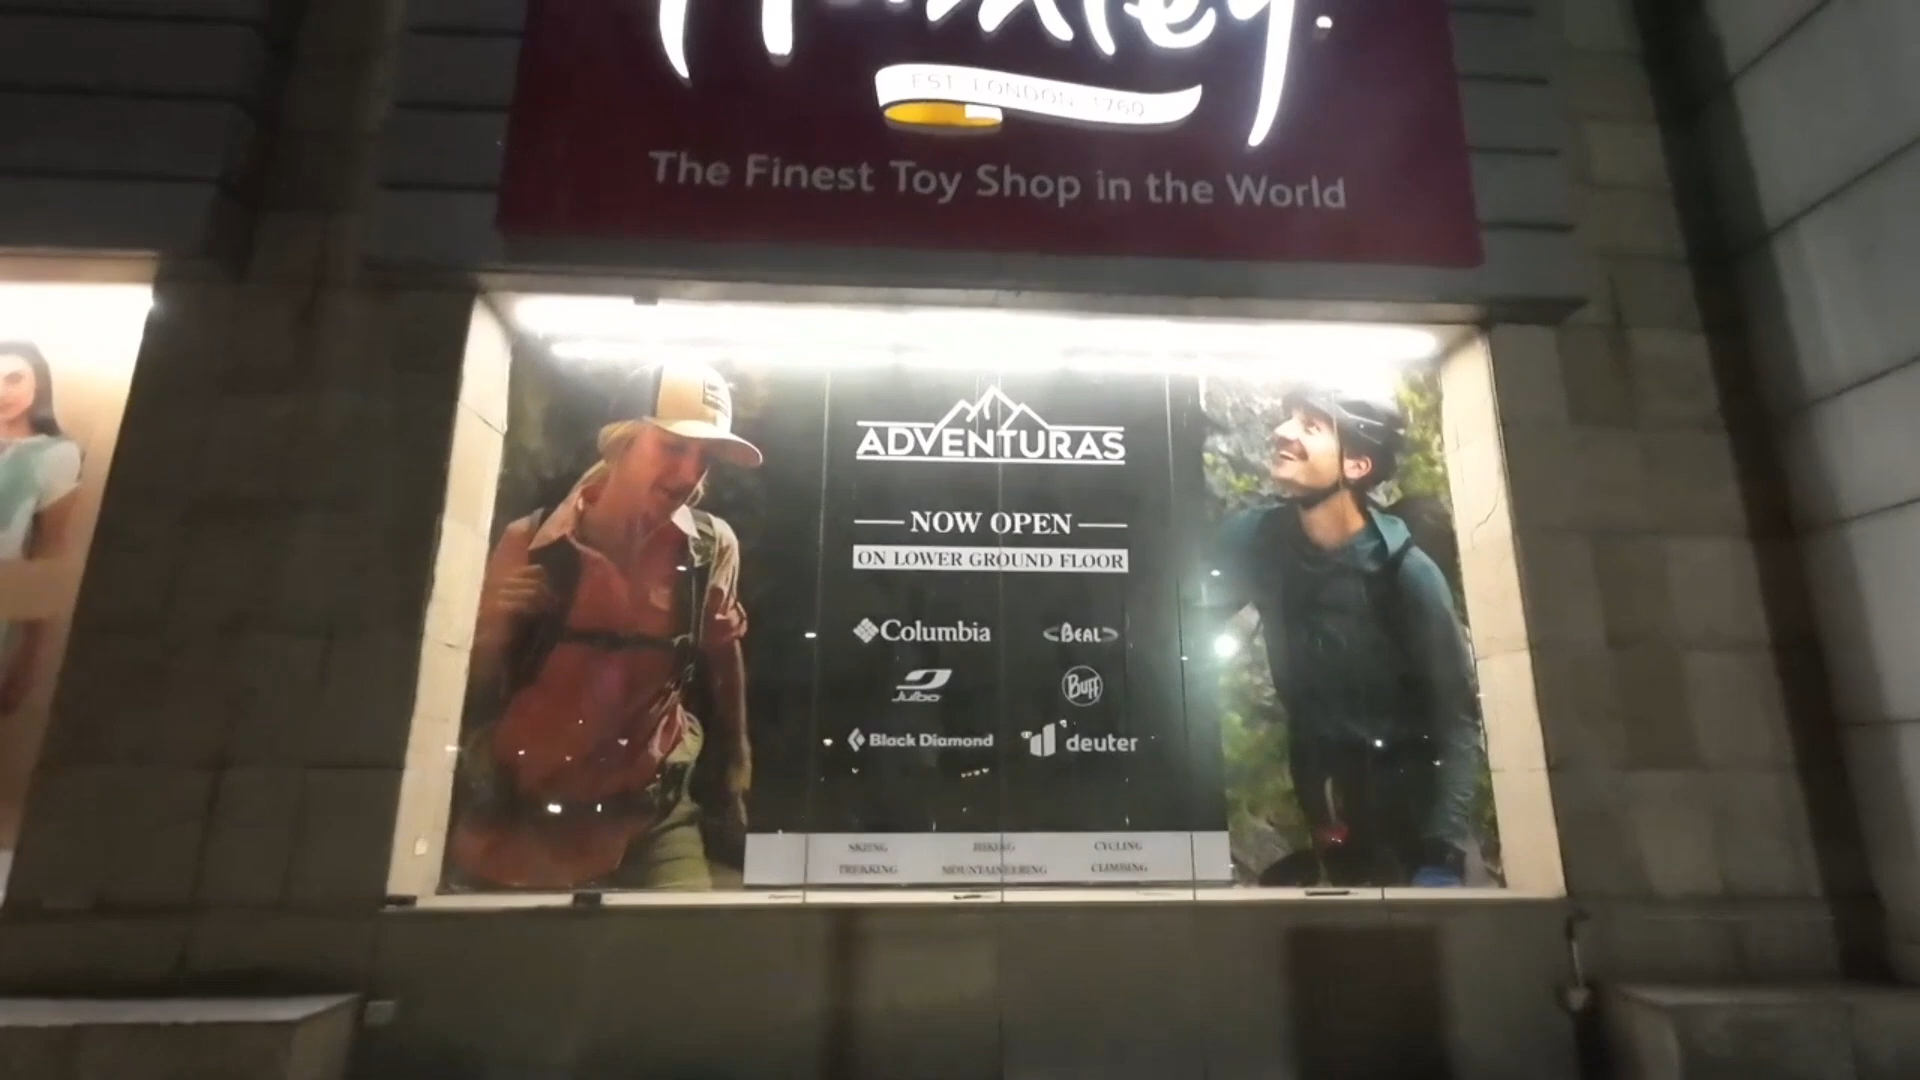 EST. LONDON 1760
The Finest Toy Shop in the World
ADVENTURAS
NOW OPEN
ON LOWER GROUND FLOOR
Columbia BEAL
Julbo Buff
Black Diamond deuter
SKIING HIKING CYCLING
TREKKING MOUNTAINEERING CLIMBING